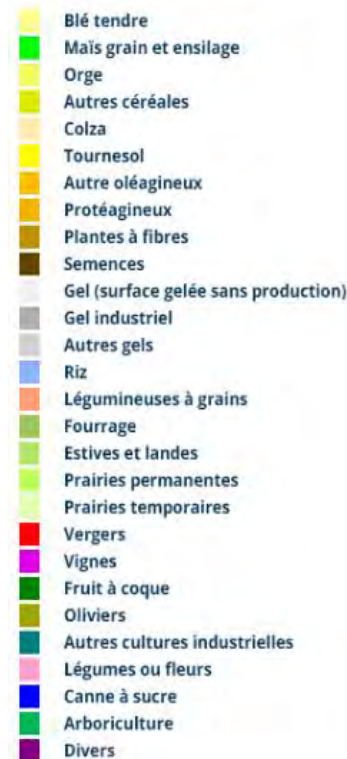 Blé tendre
Maïs grain et ensilage
Orge
Autres céréales
Colza
Tournesol
Autre oléagineux
Protéagineux
Plantes à fibres
Semences
Gel (surface gelée sans production)
Gel industriel
Autres gels
Riz
Légumineuses à grains
Fourrage
Estives et landes
Prairies permanentes
Prairies temporaires
Vergers
Vignes
Fruit à coque
Oliviers
Autres cultures industrielles
Légumes ou fleurs
Canne à sucre
Arboriculture
Divers